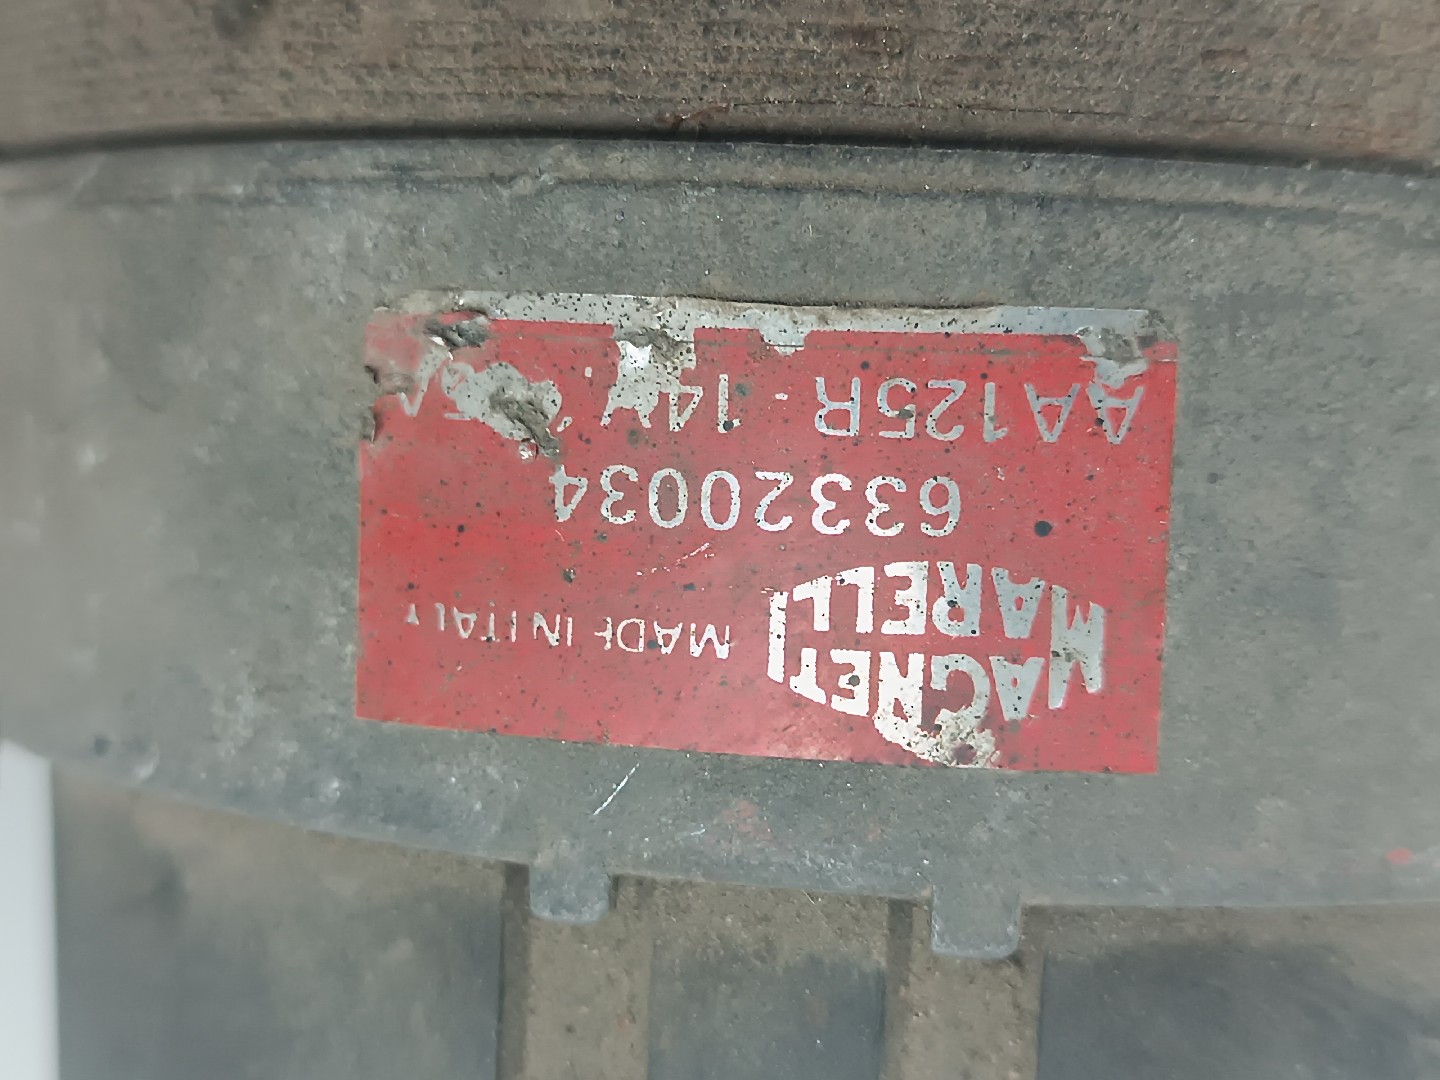 MAGNETI
MARELLI
MADE IN ITALY
63320034
AA125R - 14V